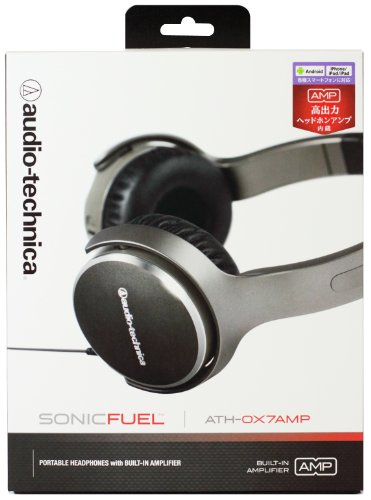 Android
iPhone/
iPad/iPod
各種スマートフォンに対応
AMP
高出力
ヘッドホンアンプ
内蔵
audio-technica
audio-technica
SONICFUEL™ | ATH-OX7AMP
PORTABLE HEADPHONES with BUILT-IN AMPLIFIER
BUILT-IN
AMPLIFIER
AMP